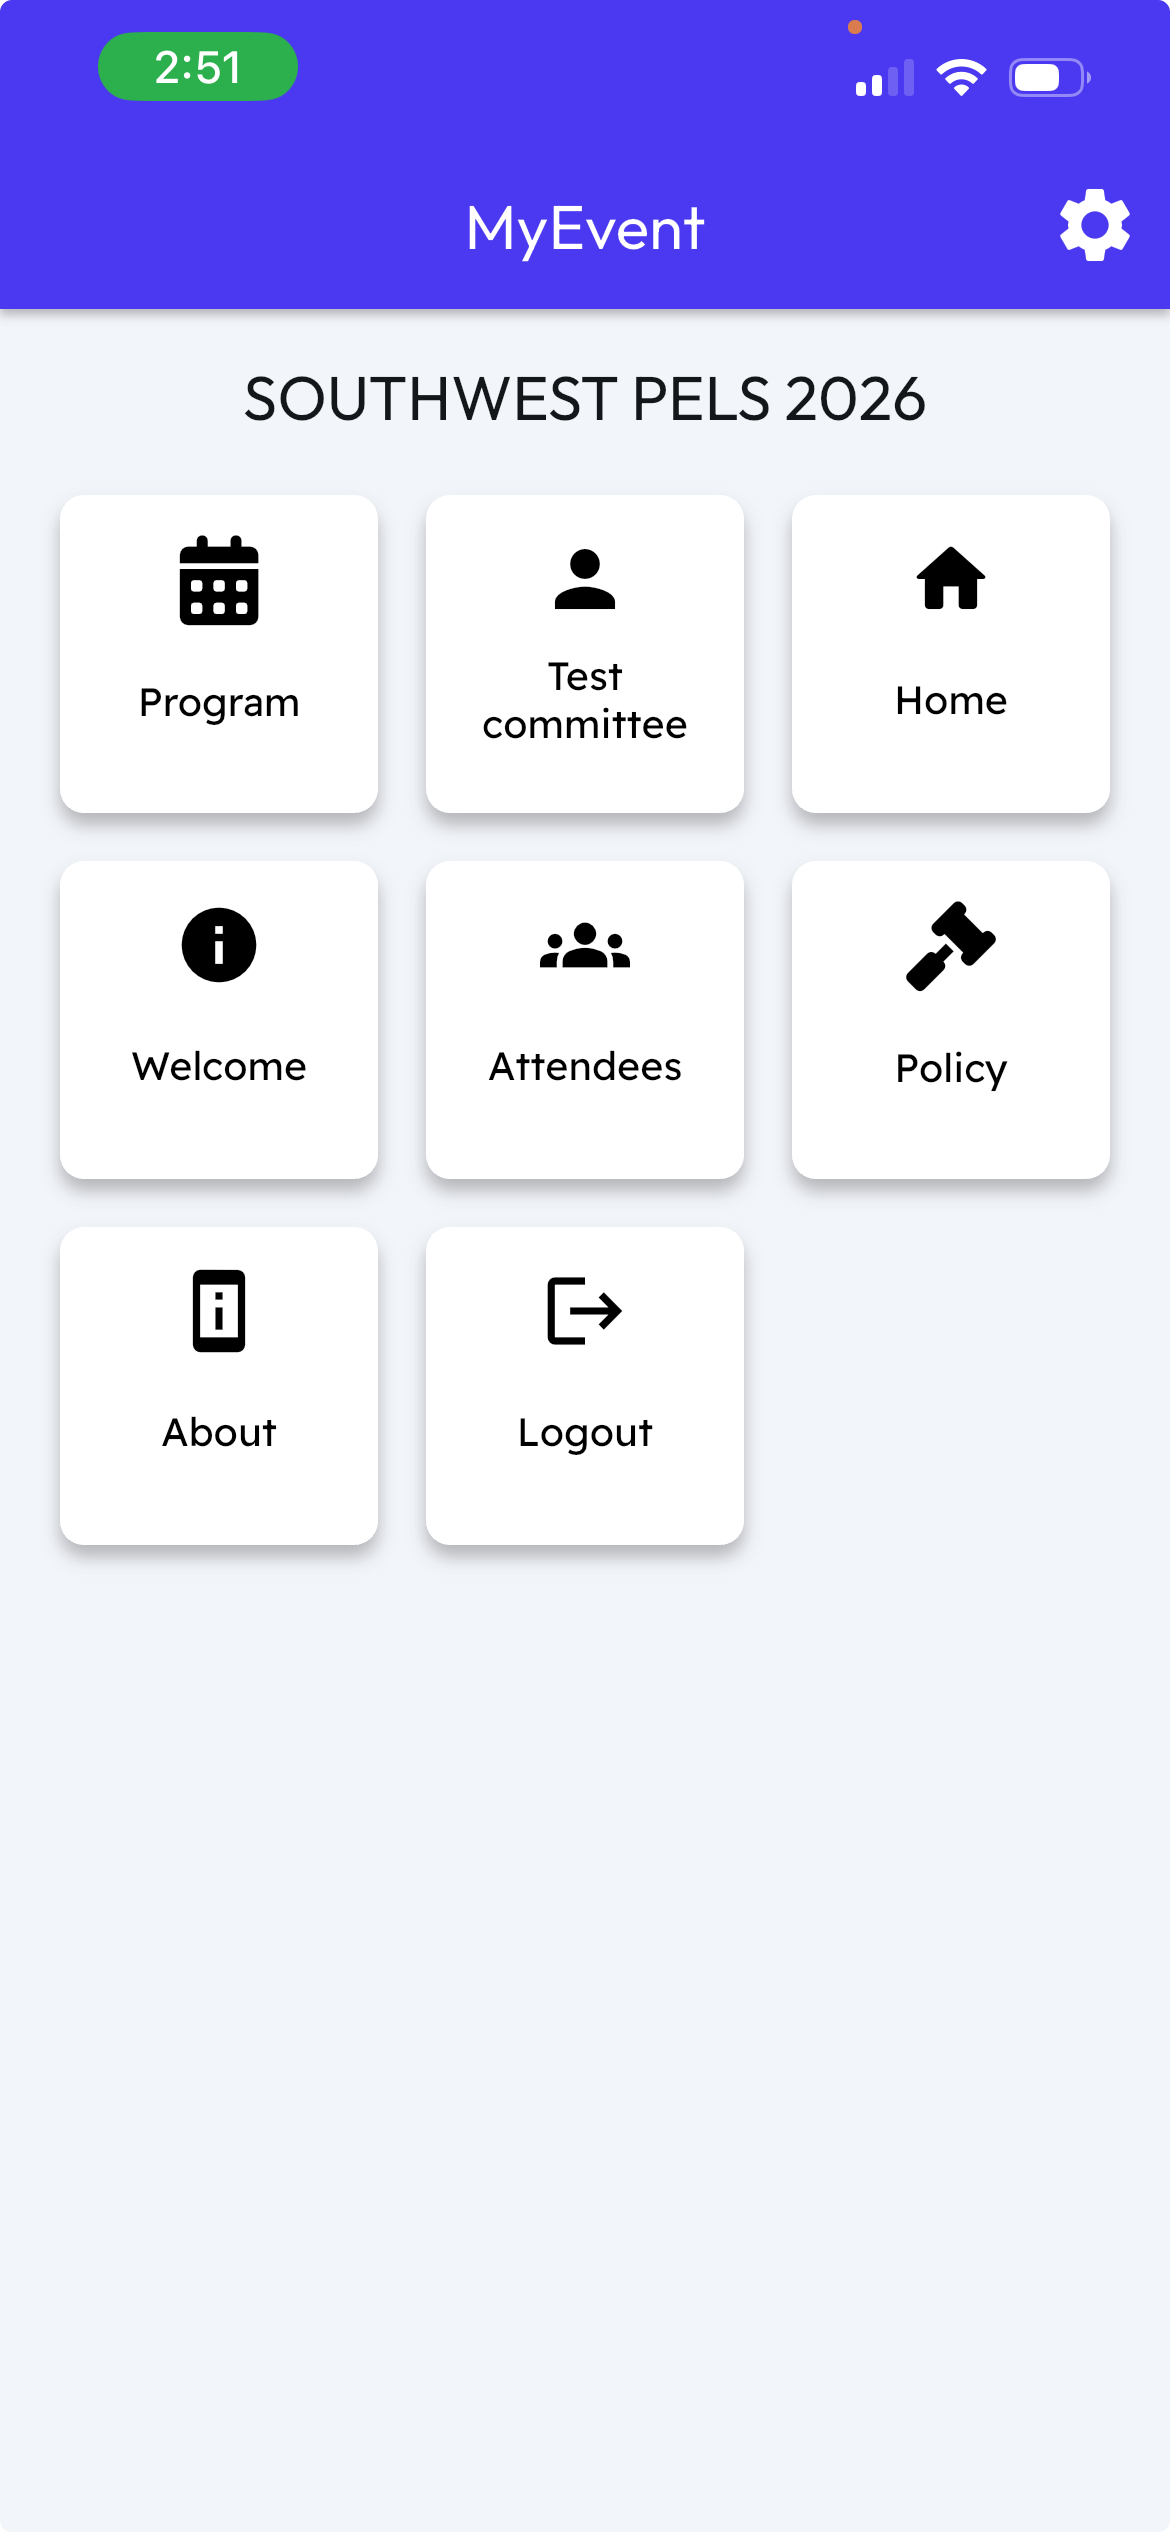 2:51
MyEvent
SOUTHWEST PELS 2026
Program
Test
committee
Home
Welcome
Attendees
Policy
About
Logout